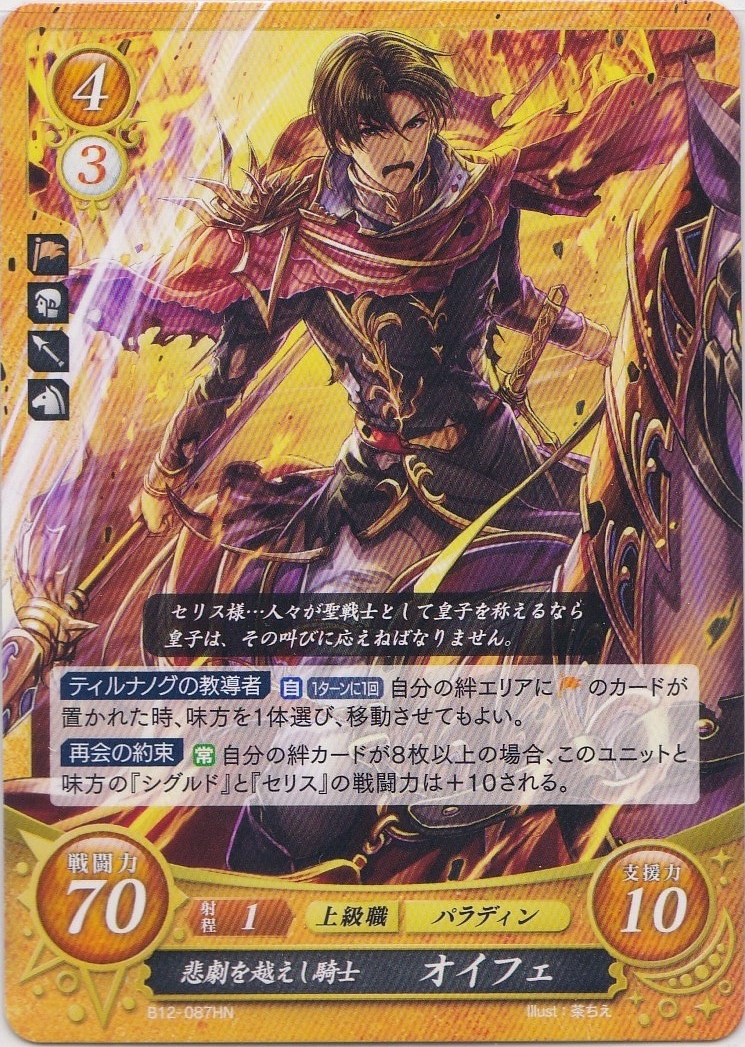 4
3
セリス様…人々が聖戦士として皇子を称えるなら
皇子は、その叫びに応えねばなりません。
ティルナノグの教導者 自 1ターンに1回 自分の絆エリアに のカードが
置かれた時、味方を1体選び、移動させてもよい。
再会の約束 常 自分の絆カードが8枚以上の場合、このユニットと
味方の『シグルド』と『セリス』の戦闘力は+10される。
戦闘力
70
射程 1
上級職 パラディン
支援力
10
悲劇を越えし騎士 オイフェ
B12-087HN
Illust:茶ちえ